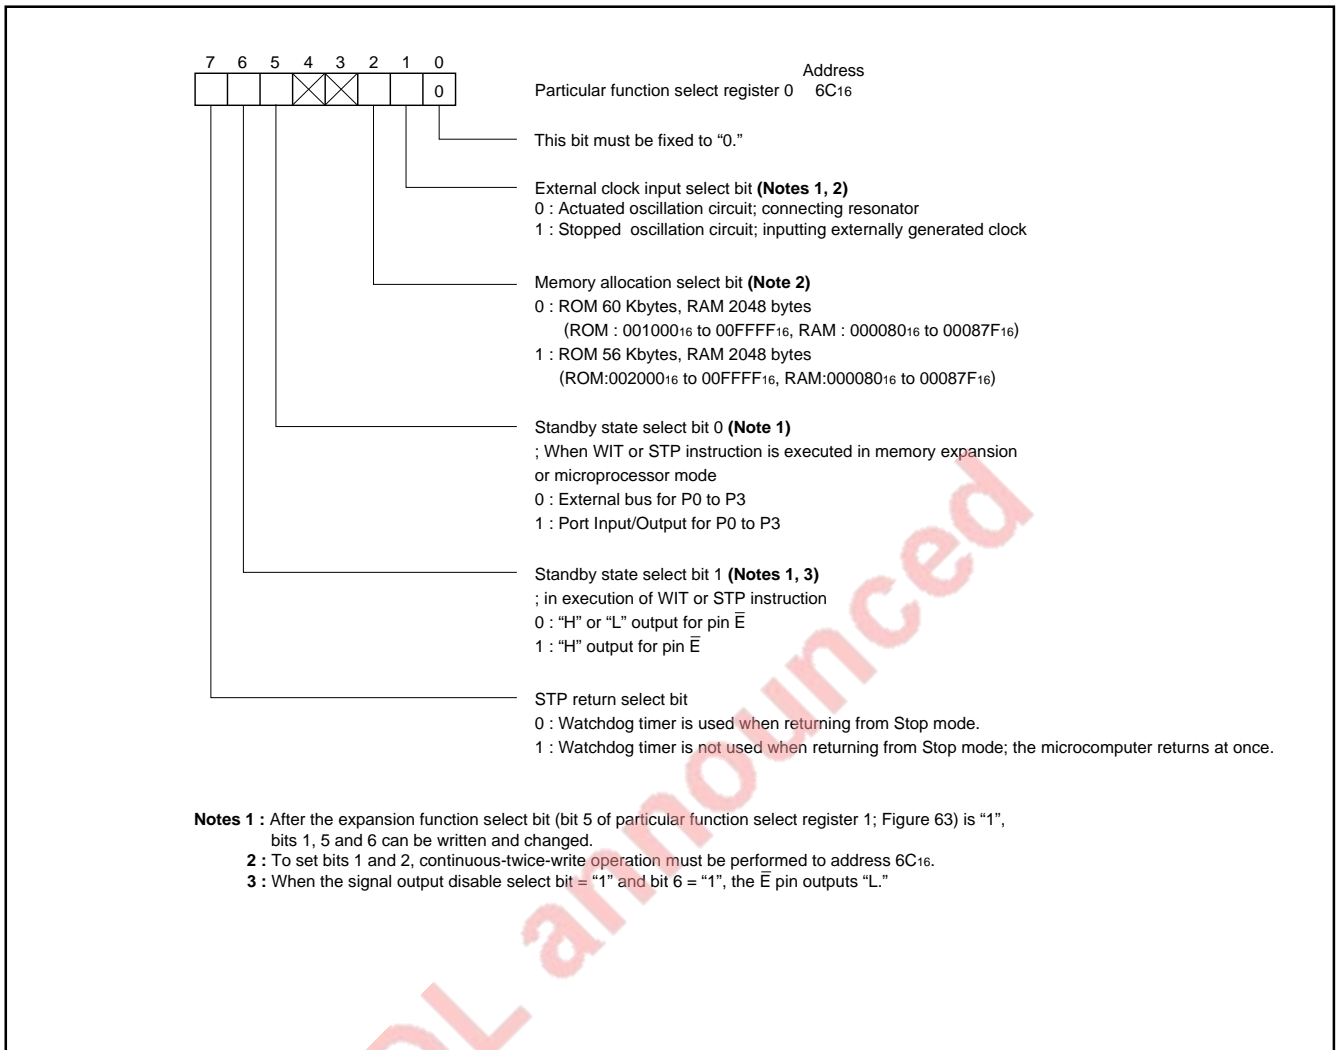 7 6 5 4 3 2 1 0
Address
0
Particular function select register 0 6C16
This bit must be fixed to “0.”
External clock input select bit (Notes 1, 2)
0 : Actuated oscillation circuit; connecting resonator
1 : Stopped oscillation circuit; inputting externally generated clock
Memory allocation select bit (Note 2)
0 : ROM 60 Kbytes, RAM 2048 bytes
(ROM : 00100016 to 00FFFF16, RAM : 00008016 to 00087F16)
1 : ROM 56 Kbytes, RAM 2048 bytes
(ROM:00200016 to 00FFFF16, RAM:00008016 to 00087F16)
Standby state select bit 0 (Note 1)
; When WIT or STP instruction is executed in memory expansion
or microprocessor mode
0 : External bus for P0 to P3
1 : Port Input/Output for P0 to P3
Standby state select bit 1 (Notes 1, 3)
; in execution of WIT or STP instruction
0 : “H” or “L” output for pin E̅
1 : “H” output for pin E̅
STP return select bit
0 : Watchdog timer is used when returning from Stop mode.
1 : Watchdog timer is not used when returning from Stop mode; the microcomputer returns at once.
Notes 1 : After the expansion function select bit (bit 5 of particular function select register 1; Figure 63) is “1”,
bits 1, 5 and 6 can be written and changed.
2 : To set bits 1 and 2, continuous-twice-write operation must be performed to address 6C16.
3 : When the signal output disable select bit = “1” and bit 6 = “1”, the E̅ pin outputs “L.”
OL announced